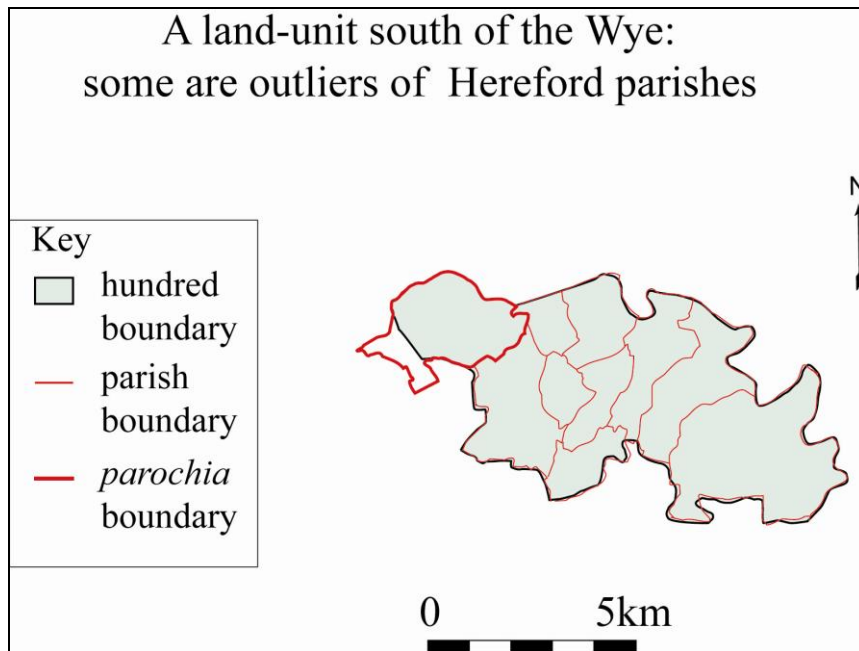 A land-unit south of the Wye:
some are outliers of Hereford parishes
N
Key
hundred
boundary
parish
boundary
parochia
boundary
0 5km